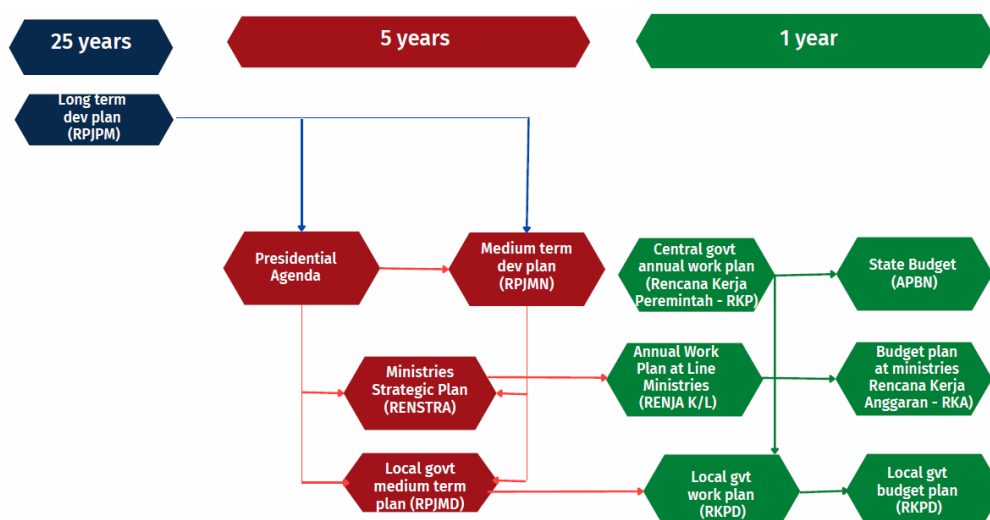 25 years
5 years
1 year
Long term
dev plan
(RPJPM)
Presidential
Agenda
Medium term
dev plan
(RPJMN)
Central govt
annual work plan
(Rencana Kerja
Peremintah - RKP)
State Budget
(APBN)
Ministries
Strategic Plan
(RENSTRA)
Annual Work
Plan at Line
Ministries
(RENJA K/L)
Budget plan
at ministries
Rencana Kerja
Anggaran - RKA)
Local govt
medium term
plan (RPJMD)
Local gvt
work plan
(RKPD)
Local gvt
budget plan
(RKPD)